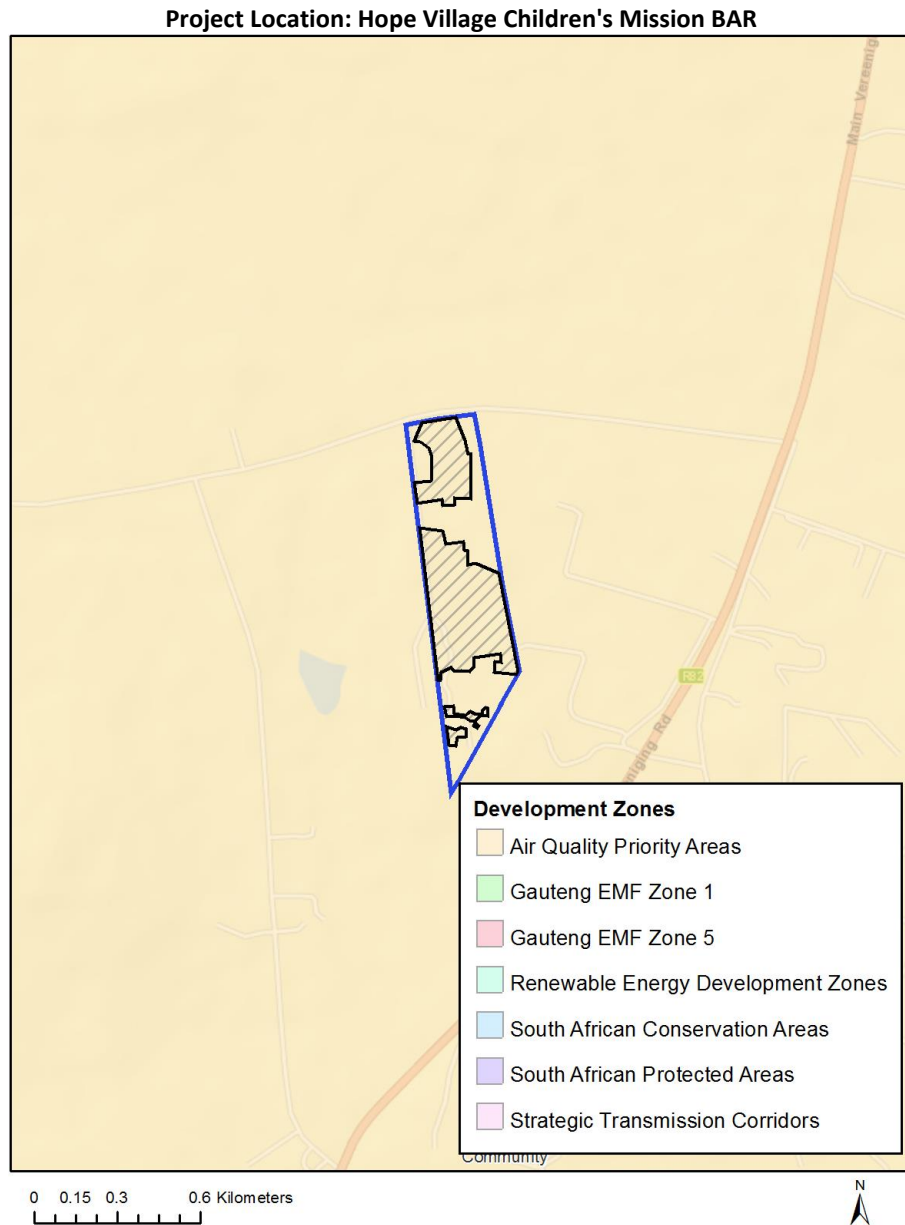 Project Location: Hope Village Children's Mission BAR
Main Vereenig
R82
niging Rd
Development Zones
Air Quality Priority Areas
Gauteng EMF Zone 1
Gauteng EMF Zone 5
Renewable Energy Development Zones
South African Conservation Areas
South African Protected Areas
Strategic Transmission Corridors
Community
0 0.15 0.3 0.6 Kilometers
N